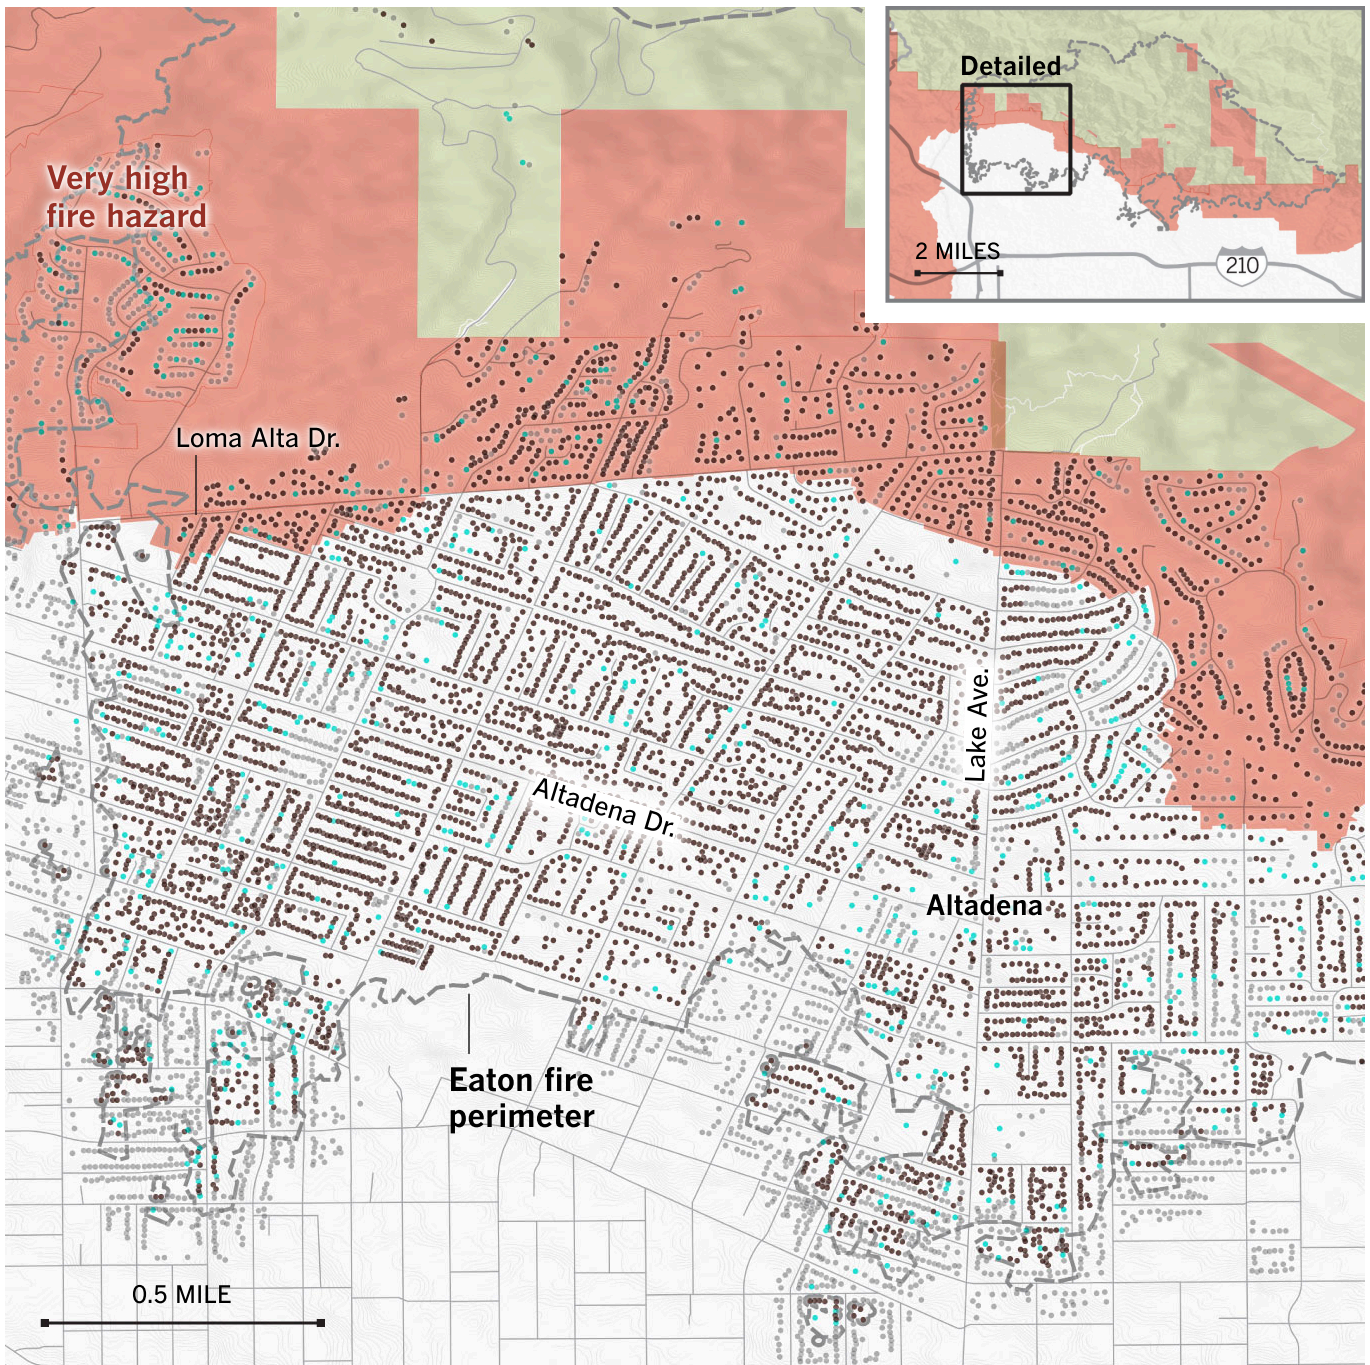 Detailed
2 MILES
210
Very high
fire hazard
Loma Alta Dr.
Lake Ave.
Altadena Dr.
Altadena
Eaton fire
perimeter
0.5 MILE